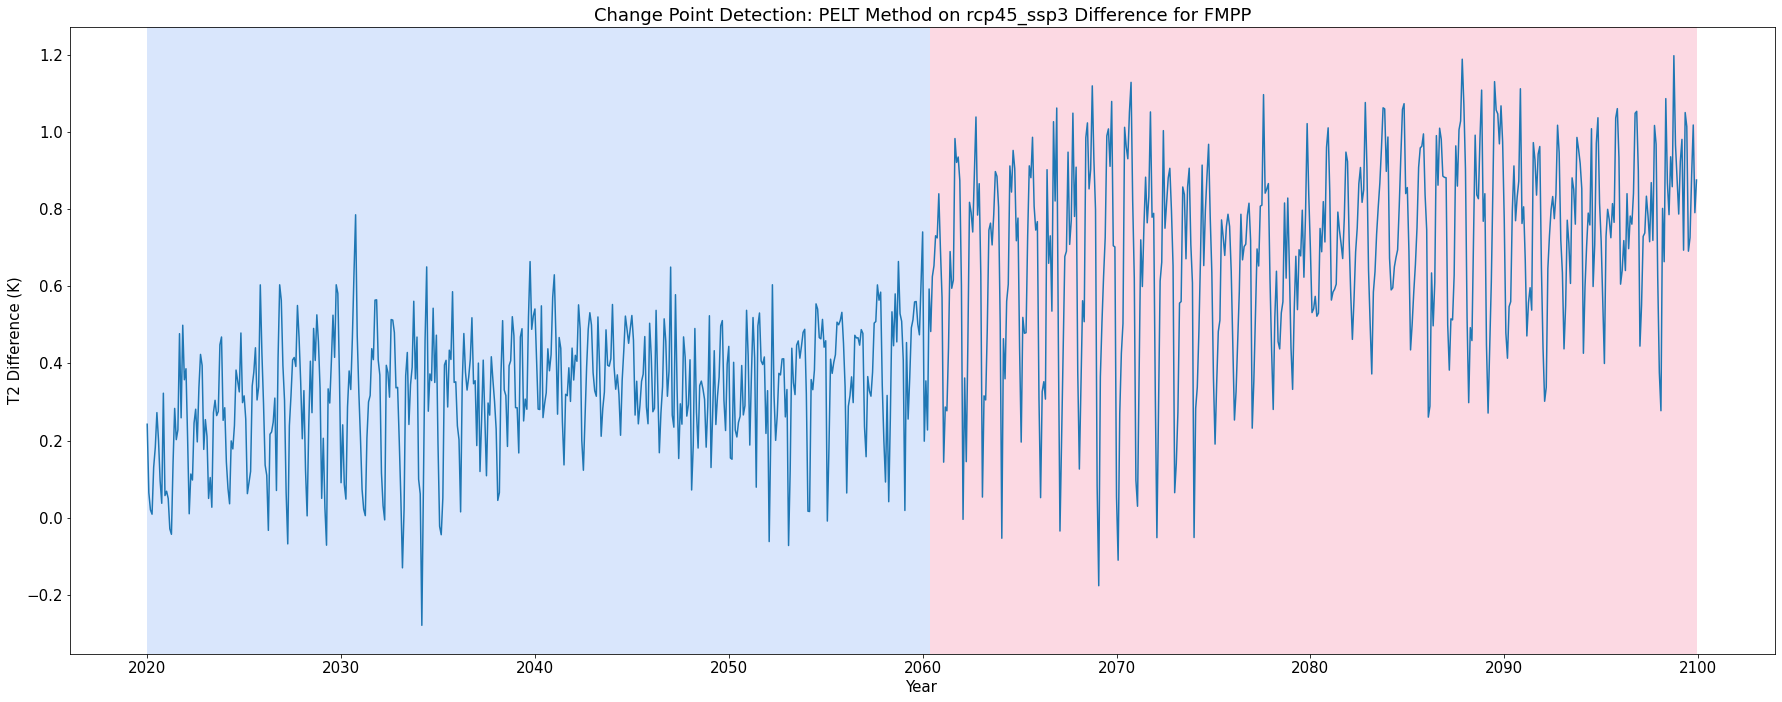 Change Point Detection: PELT Method on rcp45_ssp3 Difference for FMPP
T2 Difference (K)
1.2
1.0
0.8
0.6
0.4
0.2
0.0
−0.2
2020 2030 2040 2050 2060 2070 2080 2090 2100
Year